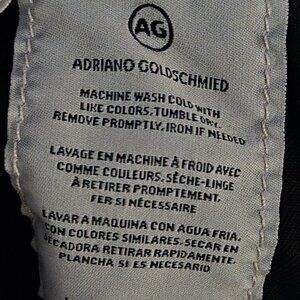 AG
ADRIANO GOLDSCHMIED
MACHINE WASH COLD WITH
LIKE COLORS. TUMBLE DRY.
REMOVE PROMPTLY. IRON IF NEEDED
LAVAGE EN MACHINE À FROID AVEC
COMME COULEURS. SÈCHE-LINGE
À RETIRER PROMPTEMENT.
FER SI NÉCESSAIRE
LAVAR A MAQUINA CON AGUA FRIA,
CON COLORES SIMILARES. SECAR EN
SECADORA RETIRAR RAPIDAMENTE.
PLANCHA SI ES NECESARIO